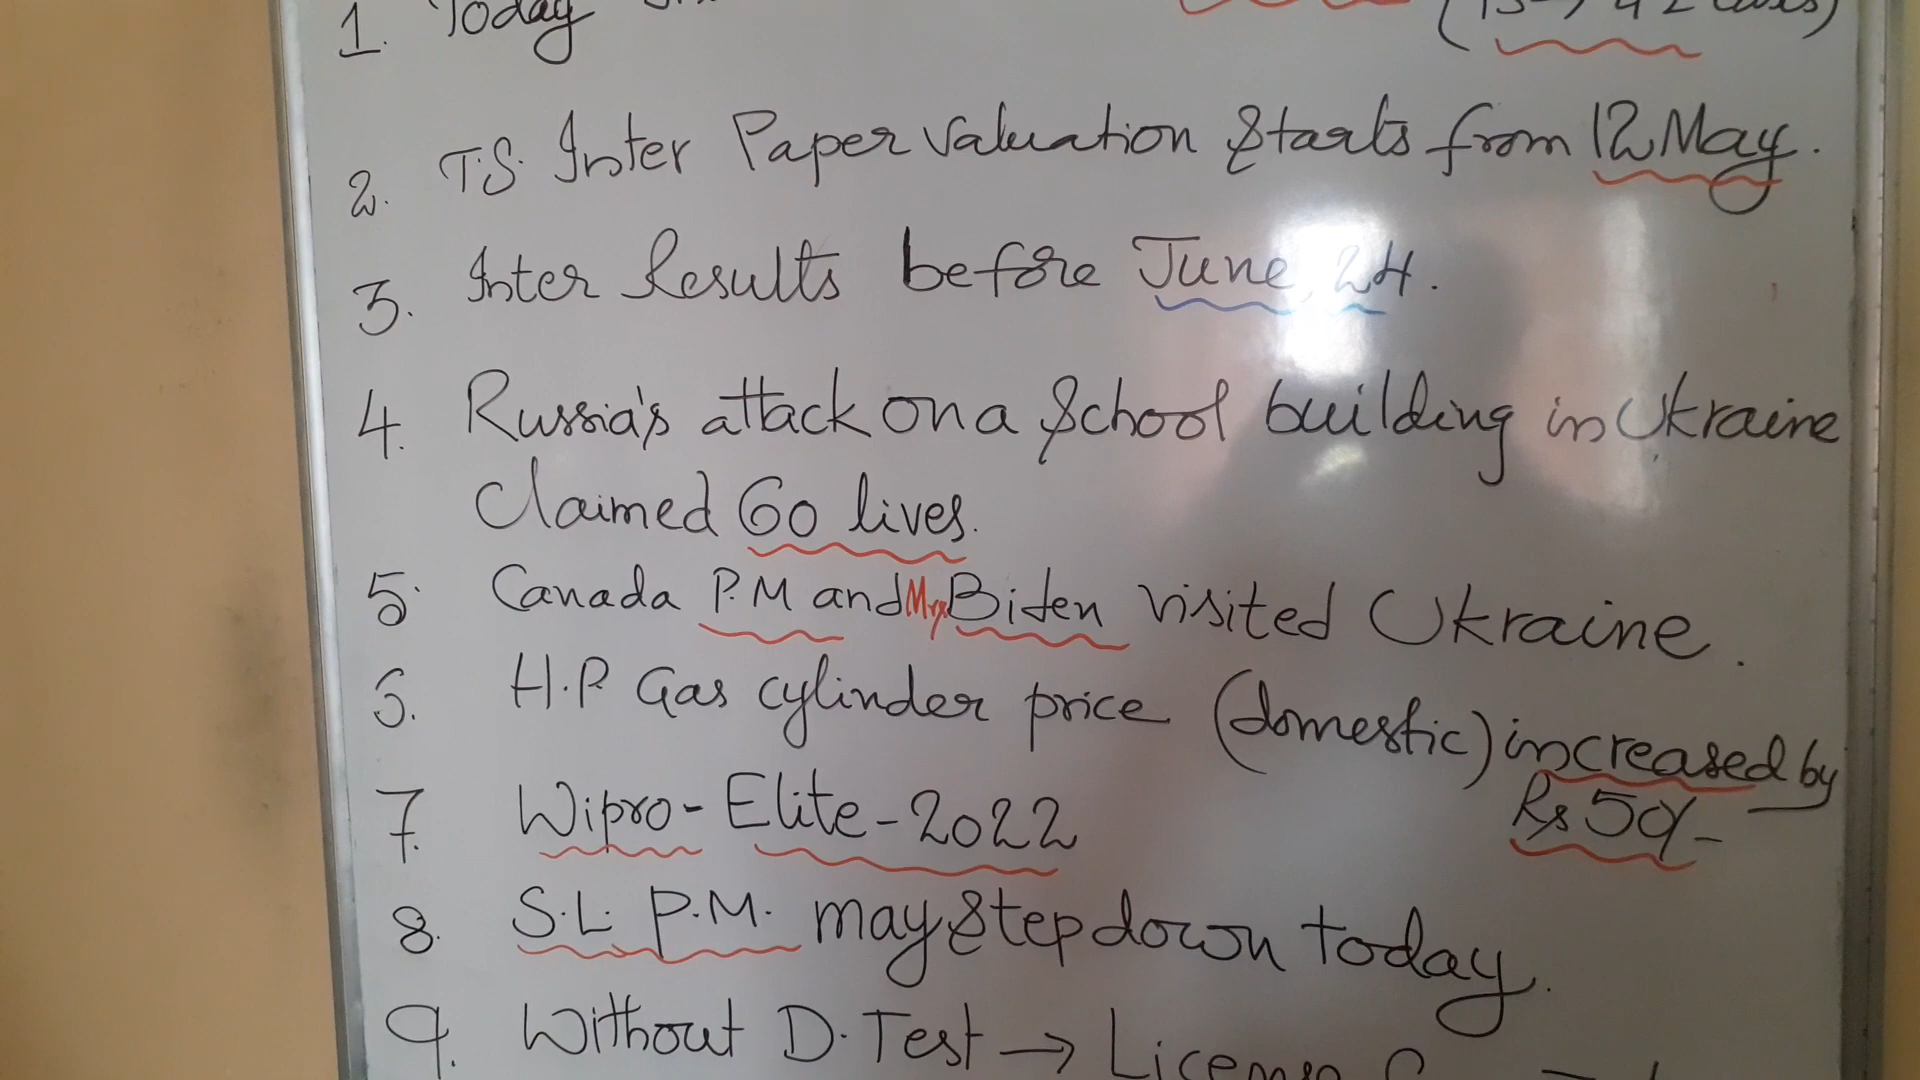 1. Today
2. T.S. Inter Paper Valuation Starts from 12 May.
3. Inter Results before June 24.
4. Russia's attack on a School building in Ukraine
Claimed 60 lives.
5. Canada P.M and Mrs Biden visited Ukraine.
6. H.P Gas cylinder price (domestic) increased by
Rs 50/-
7. Wipro-Elite-2022
8. S.L. P.M. may step down today.
9. Without D. Test → License